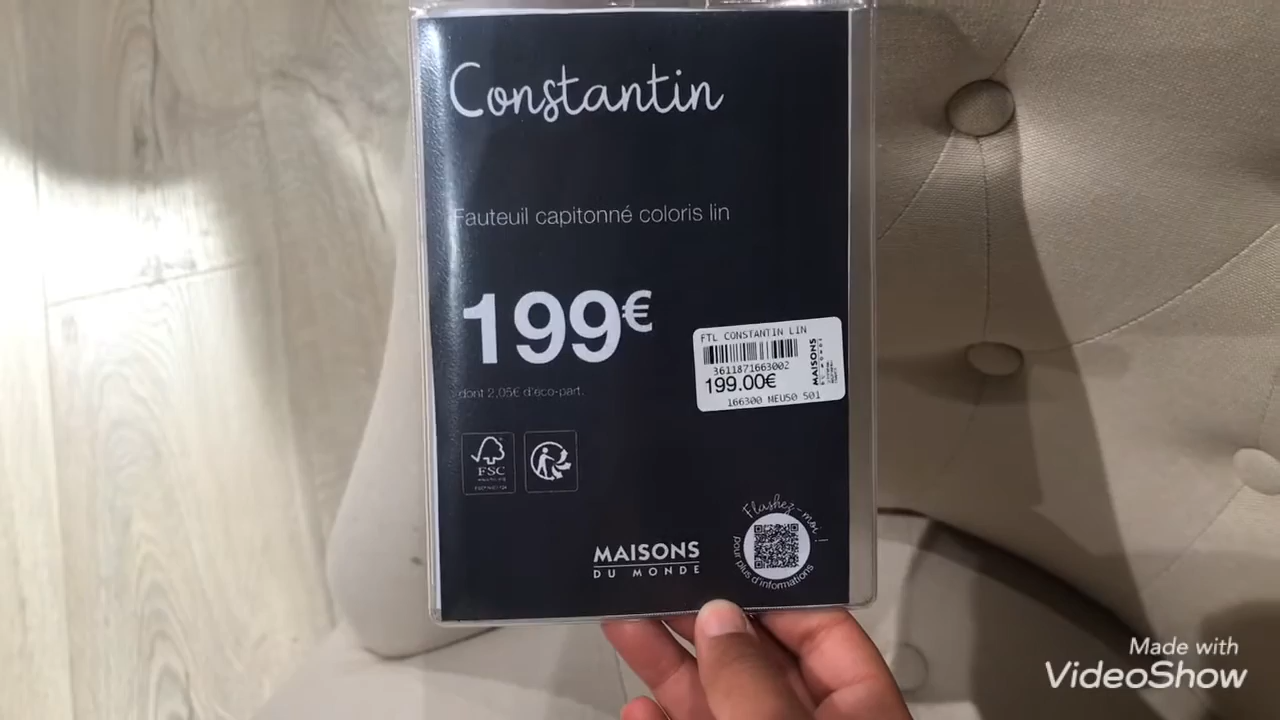 Constantin
Fauteuil capitonné coloris lin
199€
dont 2,05€ d'éco-part.
FTL CONSTANTIN LIN
3611871663002
199.00€
166300 MEU50 501
MAISONS
FSC
MAISONS
DU MONDE
Flashez-moi !
pour plus d'informations
Made with
VideoShow